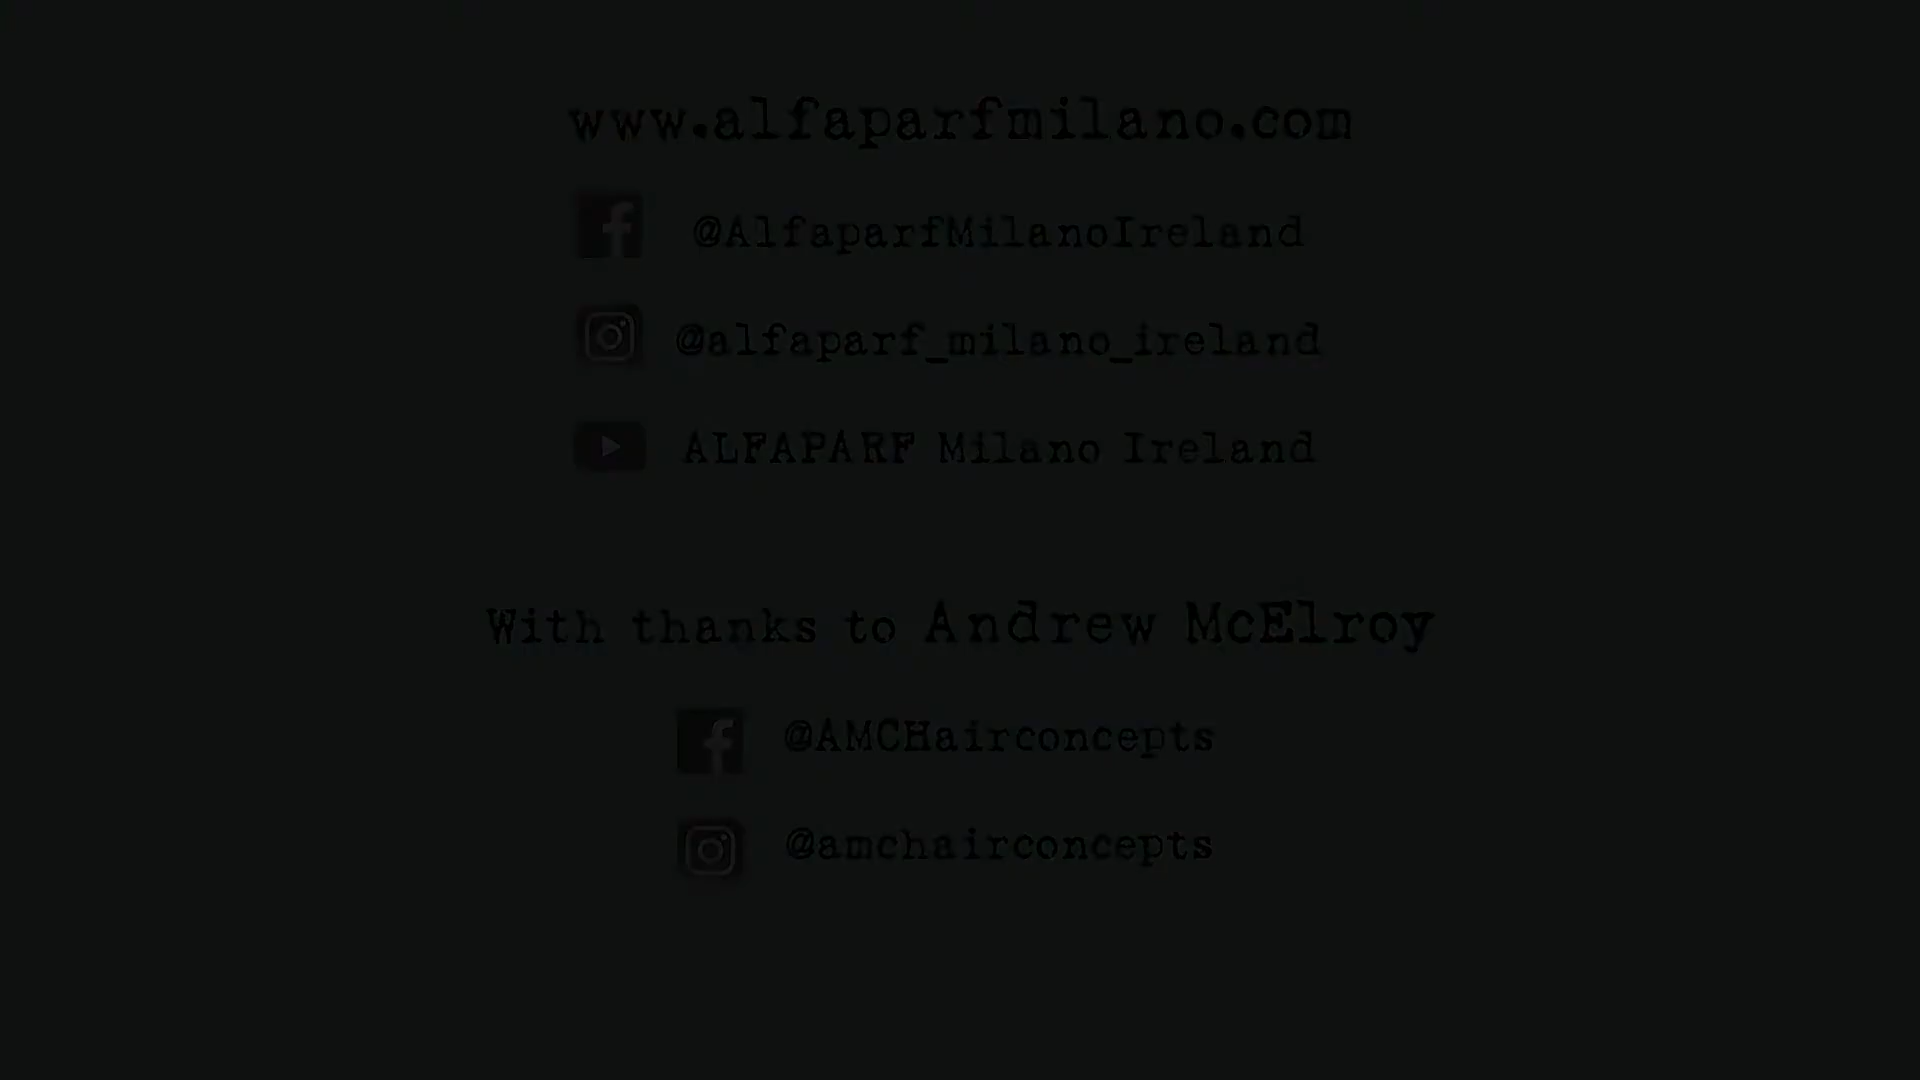 www.alfaparfmilano.com
@AlfaparfMilanoIreland
@alfaparf_milano_ireland
ALFAPARF Milano Ireland
With thanks to Andrew McElroy
@AMCHairconcepts
@amchairconcepts